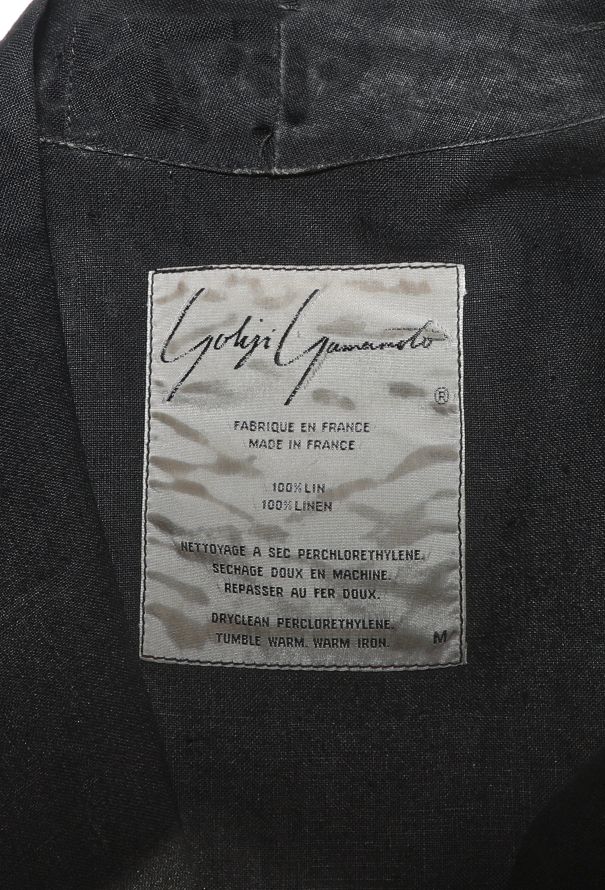 Yohji Yamamoto
®
FABRIQUE EN FRANCE
MADE IN FRANCE
100%LIN
100%LINEN
NETTOYAGE A SEC PERCHLORETHYLENE.
SECHAGE DOUX EN MACHINE.
REPASSER AU FER DOUX.
DRYCLEAN PERCLORETHYLENE.
TUMBLE WARM. WARM IRON.
M